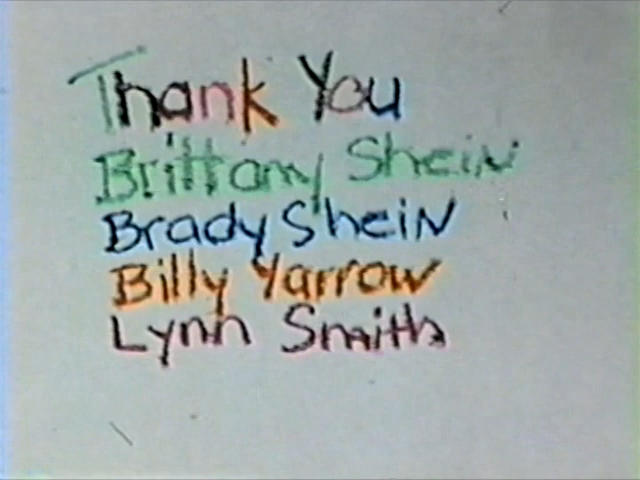 Thank You
Brittany Shein
Brady Shein
Billy Yarrow
Lynn Smith